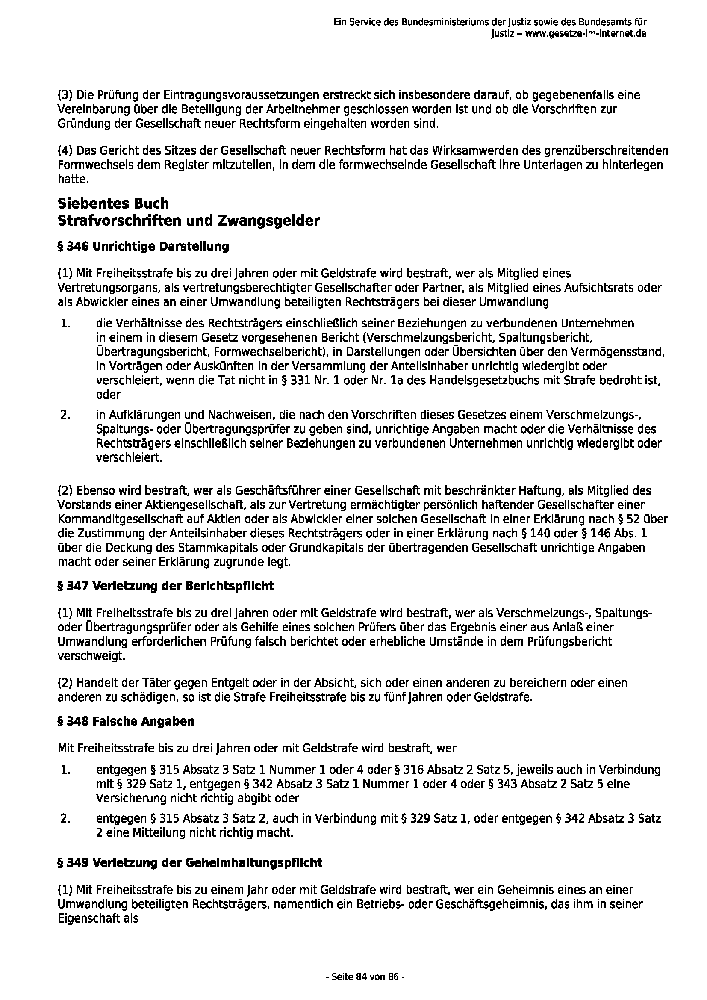 Ein Service des Bundesministeriums der Justiz sowie des Bundesamts für
Justiz – www.gesetze-im-internet.de
(3) Die Prüfung der Eintragungsvoraussetzungen erstreckt sich insbesondere darauf, ob gegebenenfalls eine
Vereinbarung über die Beteiligung der Arbeitnehmer geschlossen worden ist und ob die Vorschriften zur
Gründung der Gesellschaft neuer Rechtsform eingehalten worden sind.
(4) Das Gericht des Sitzes der Gesellschaft neuer Rechtsform hat das Wirksamwerden des grenzüberschreitenden
Formwechsels dem Register mitzuteilen, in dem die formwechselnde Gesellschaft ihre Unterlagen zu hinterlegen
hatte.
Siebentes Buch
Strafvorschriften und Zwangsgelder
§ 346 Unrichtige Darstellung
(1) Mit Freiheitsstrafe bis zu drei Jahren oder mit Geldstrafe wird bestraft, wer als Mitglied eines
Vertretungsorgans, als vertretungsberechtigter Gesellschafter oder Partner, als Mitglied eines Aufsichtsrats oder
als Abwickler eines an einer Umwandlung beteiligten Rechtsträgers bei dieser Umwandlung
1. die Verhältnisse des Rechtsträgers einschließlich seiner Beziehungen zu verbundenen Unternehmen
in einem in diesem Gesetz vorgesehenen Bericht (Verschmelzungsbericht, Spaltungsbericht,
Übertragungsbericht, Formwechselbericht), in Darstellungen oder Übersichten über den Vermögensstand,
in Vorträgen oder Auskünften in der Versammlung der Anteilsinhaber unrichtig wiedergibt oder
verschleiert, wenn die Tat nicht in § 331 Nr. 1 oder Nr. 1a des Handelsgesetzbuchs mit Strafe bedroht ist,
oder
2. in Aufklärungen und Nachweisen, die nach den Vorschriften dieses Gesetzes einem Verschmelzungs-,
Spaltungs- oder Übertragungsprüfer zu geben sind, unrichtige Angaben macht oder die Verhältnisse des
Rechtsträgers einschließlich seiner Beziehungen zu verbundenen Unternehmen unrichtig wiedergibt oder
verschleiert.
(2) Ebenso wird bestraft, wer als Geschäftsführer einer Gesellschaft mit beschränkter Haftung, als Mitglied des
Vorstands einer Aktiengesellschaft, als zur Vertretung ermächtigter persönlich haftender Gesellschafter einer
Kommanditgesellschaft auf Aktien oder als Abwickler einer solchen Gesellschaft in einer Erklärung nach § 52 über
die Zustimmung der Anteilsinhaber dieses Rechtsträgers oder in einer Erklärung nach § 140 oder § 146 Abs. 1
über die Deckung des Stammkapitals oder Grundkapitals der übertragenden Gesellschaft unrichtige Angaben
macht oder seiner Erklärung zugrunde legt.
§ 347 Verletzung der Berichtspflicht
(1) Mit Freiheitsstrafe bis zu drei Jahren oder mit Geldstrafe wird bestraft, wer als Verschmelzungs-, Spaltungs-
oder Übertragungsprüfer oder als Gehilfe eines solchen Prüfers über das Ergebnis einer aus Anlaß einer
Umwandlung erforderlichen Prüfung falsch berichtet oder erhebliche Umstände in dem Prüfungsbericht
verschweigt.
(2) Handelt der Täter gegen Entgelt oder in der Absicht, sich oder einen anderen zu bereichern oder einen
anderen zu schädigen, so ist die Strafe Freiheitsstrafe bis zu fünf Jahren oder Geldstrafe.
§ 348 Falsche Angaben
Mit Freiheitsstrafe bis zu drei Jahren oder mit Geldstrafe wird bestraft, wer
1. entgegen § 315 Absatz 3 Satz 1 Nummer 1 oder 4 oder § 316 Absatz 2 Satz 5, jeweils auch in Verbindung
mit § 329 Satz 1, entgegen § 342 Absatz 3 Satz 1 Nummer 1 oder 4 oder § 343 Absatz 2 Satz 5 eine
Versicherung nicht richtig abgibt oder
2. entgegen § 315 Absatz 3 Satz 2, auch in Verbindung mit § 329 Satz 1, oder entgegen § 342 Absatz 3 Satz
2 eine Mitteilung nicht richtig macht.
§ 349 Verletzung der Geheimhaltungspflicht
(1) Mit Freiheitsstrafe bis zu einem Jahr oder mit Geldstrafe wird bestraft, wer ein Geheimnis eines an einer
Umwandlung beteiligten Rechtsträgers, namentlich ein Betriebs- oder Geschäftsgeheimnis, das ihm in seiner
Eigenschaft als
- Seite 84 von 86 -